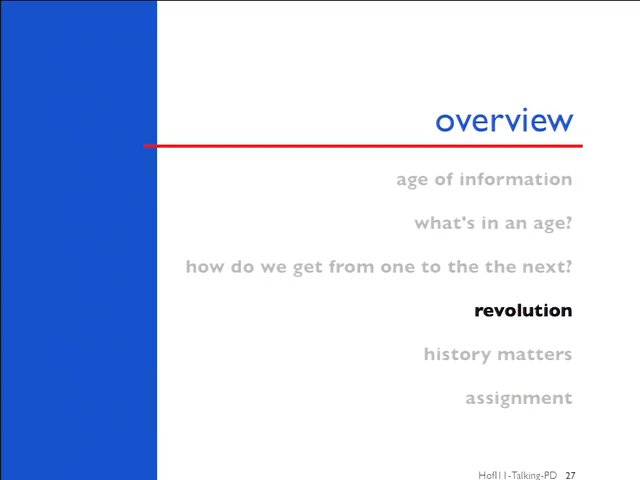 overview
age of information
what's in an age?
how do we get from one to the the next?
revolution
history matters
assignment
HofI11-Talking-PD 27